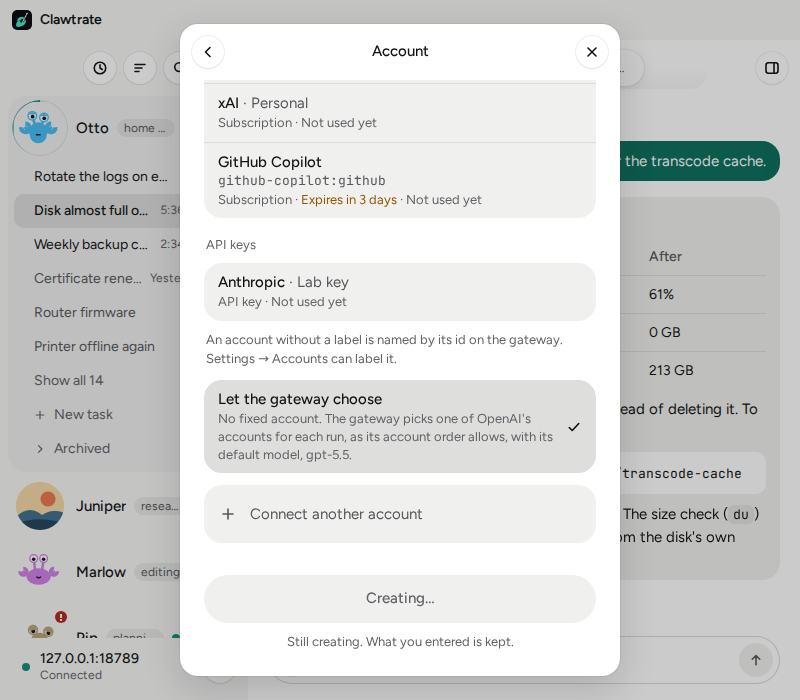 Clawtrate
Otto
home ...
Rotate the logs on e...
Disk almost full o... 5:36
Weekly backup c... 2:34
Certificate rene... Yeste
Router firmware
Printer offline again
Show all 14
New task
Archived
Juniper
resea...
Marlow
editing
Pip
planni...
127.0.0.1:18789
Connected
Account
xAI · Personal
Subscription · Not used yet
GitHub Copilot
github-copilot:github
Subscription · Expires in 3 days · Not used yet
API keys
Anthropic · Lab key
API key · Not used yet
An account without a label is named by its id on the gateway.
Settings → Accounts can label it.
Let the gateway choose
No fixed account. The gateway picks one of OpenAI's
accounts for each run, as its account order allows, with its
default model, gpt-5.5.
Connect another account
Creating...
Still creating. What you entered is kept.
the transcode cache.
After
61%
0 GB
213 GB
ead of deleting it. To
/transcode-cache
The size check (du)
om the disk's own